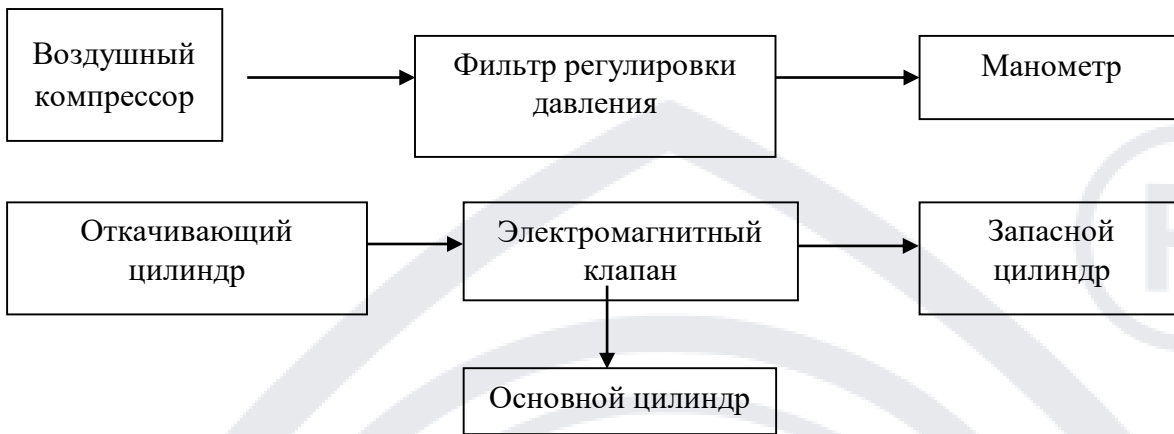 Воздушный
компрессор
Фильтр регулировки
давления
Манометр
Откачивающий
цилиндр
Электромагнитный
клапан
Запасной
цилиндр
Основной цилиндр